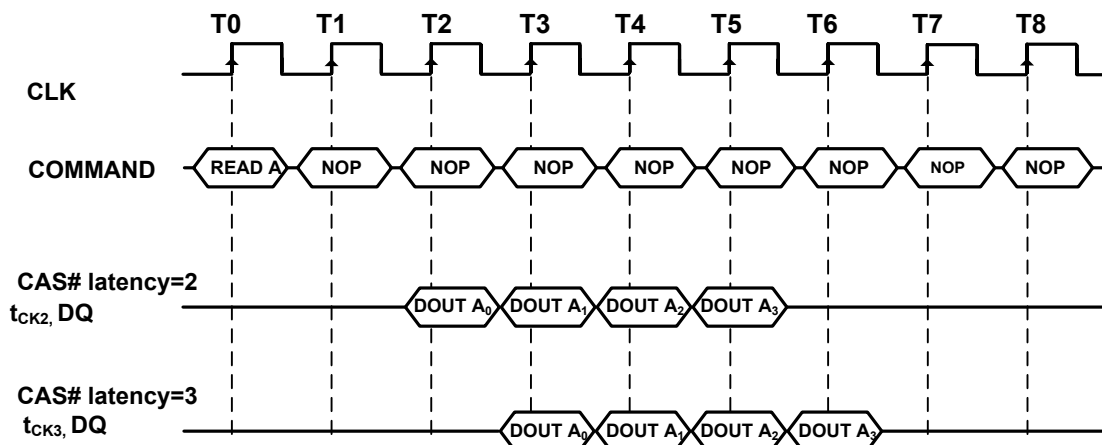 T0 T1 T2 T3 T4 T5 T6 T7 T8
CLK
COMMAND READ A NOP NOP NOP NOP NOP NOP NOP NOP
CAS# latency=2
tCK2, DQ DOUT A0 DOUT A1 DOUT A2 DOUT A3
CAS# latency=3
tCK3, DQ DOUT A0 DOUT A1 DOUT A2 DOUT A3